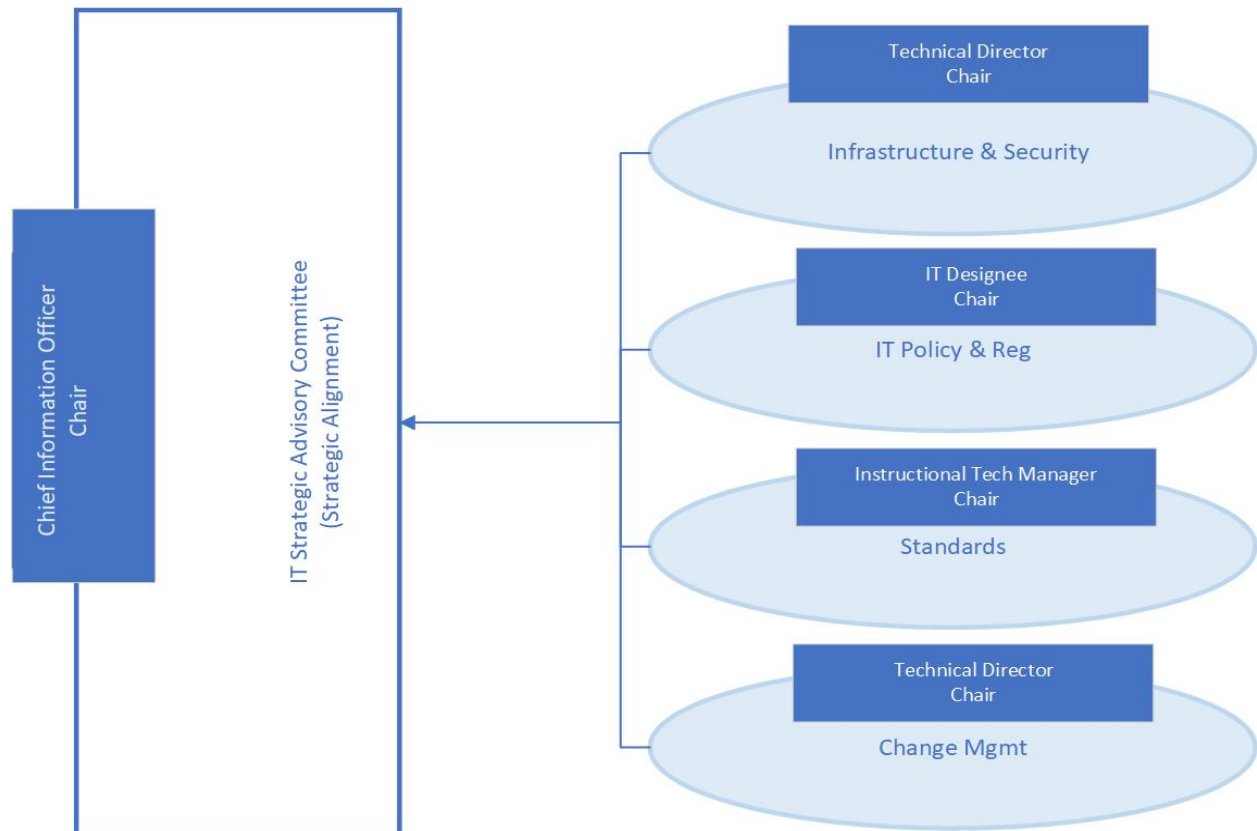 Chief Information Officer
Chair
IT Strategic Advisory Committee
(Strategic Alignment)
Technical Director
Chair
Infrastructure & Security
IT Designee
Chair
IT Policy & Reg
Instructional Tech Manager
Chair
Standards
Technical Director
Chair
Change Mgmt